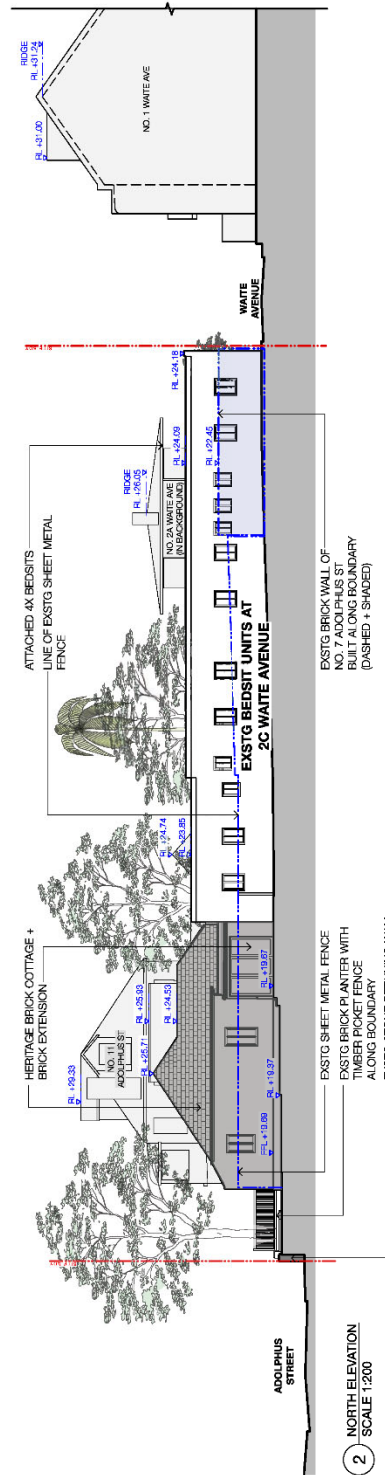 HERITAGE BRICK COTTAGE +
BRICK EXTENSION
ATTACHED 4X BEDSITS
LINE OF EXSTG SHEET METAL
FENCE
RIDGE
RL +31.24
RL +31.00
NO. 1 WAITE AVE
RL +29.33
NO. 11
ADOLPHUS ST
RL +25.71
RL +25.93
RL +24.53
RL +24.74
RL +23.85
RIDGE
RL +26.05
NO. 2A WAITE AVE
(IN BACKGROUND)
RL +24.09
RL +24.18
RL +22.45
EXSTG BEDSIT UNITS AT
2C WAITE AVENUE
FFL +19.69
RL +19.37
RL +19.67
ADOLPHUS
STREET
WAITE
AVENUE
EXSTG SHEET METAL FENCE
EXSTG BRICK PLANTER WITH
TIMBER PICKET FENCE
ALONG BOUNDARY
EXSTG BRICK WALL OF
NO. 7 ADOLPHUS ST
BUILT ALONG BOUNDARY
(DASHED + SHADED)
2
NORTH ELEVATION
SCALE 1:200